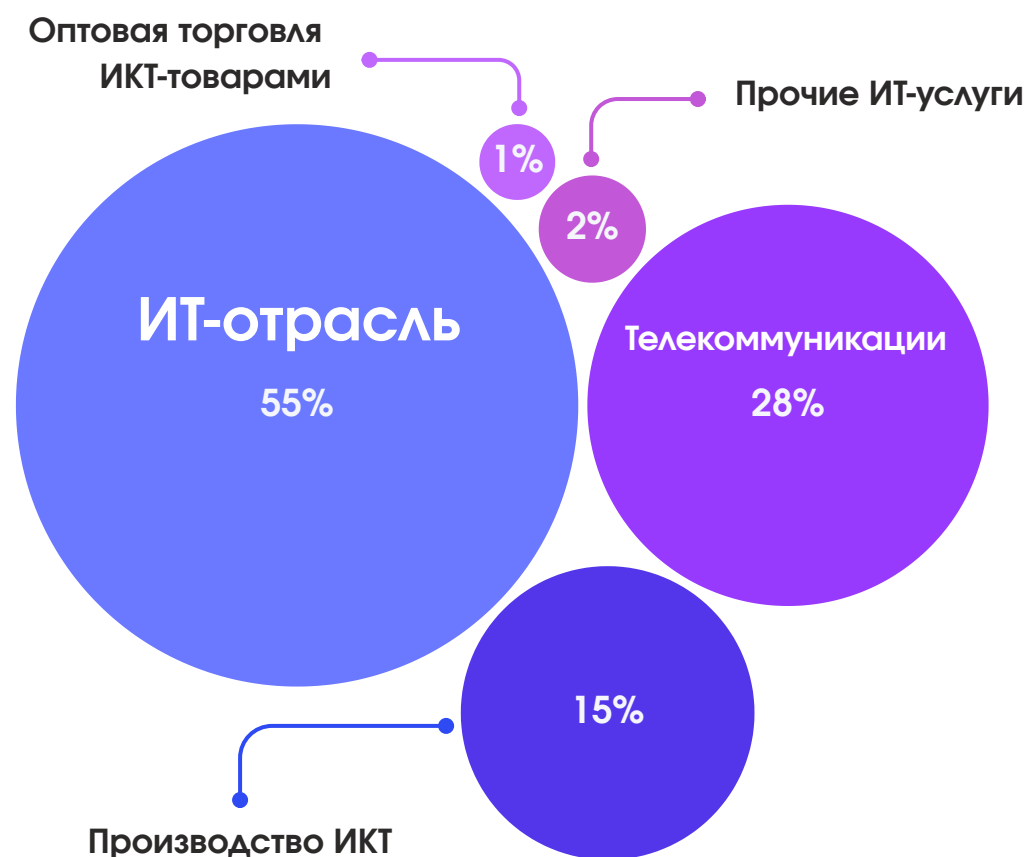 Оптовая торговля
ИКТ-товарами
Прочие ИТ-услуги
1%
2%
ИТ-отрасль
55%
Телекоммуникации
28%
15%
Производство ИКТ